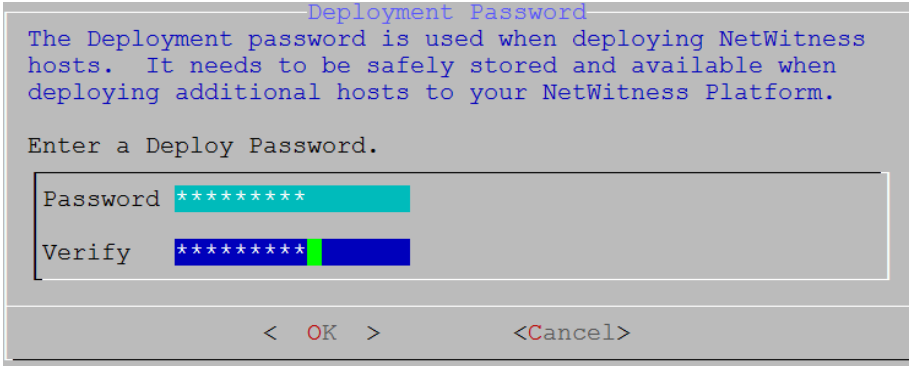 Deployment Password
The Deployment password is used when deploying NetWitness
hosts.  It needs to be safely stored and available when
deploying additional hosts to your NetWitness Platform.
Enter a Deploy Password.
Password *********
Verify *********
<  OK  > <Cancel>